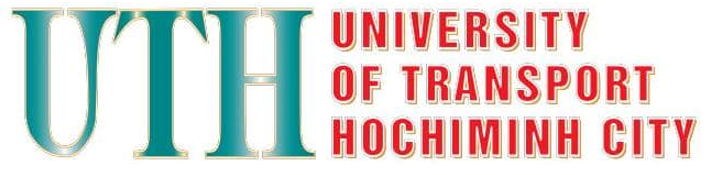 UTH
UNIVERSITY
OF TRANSPORT
HOCHIMINH CITY